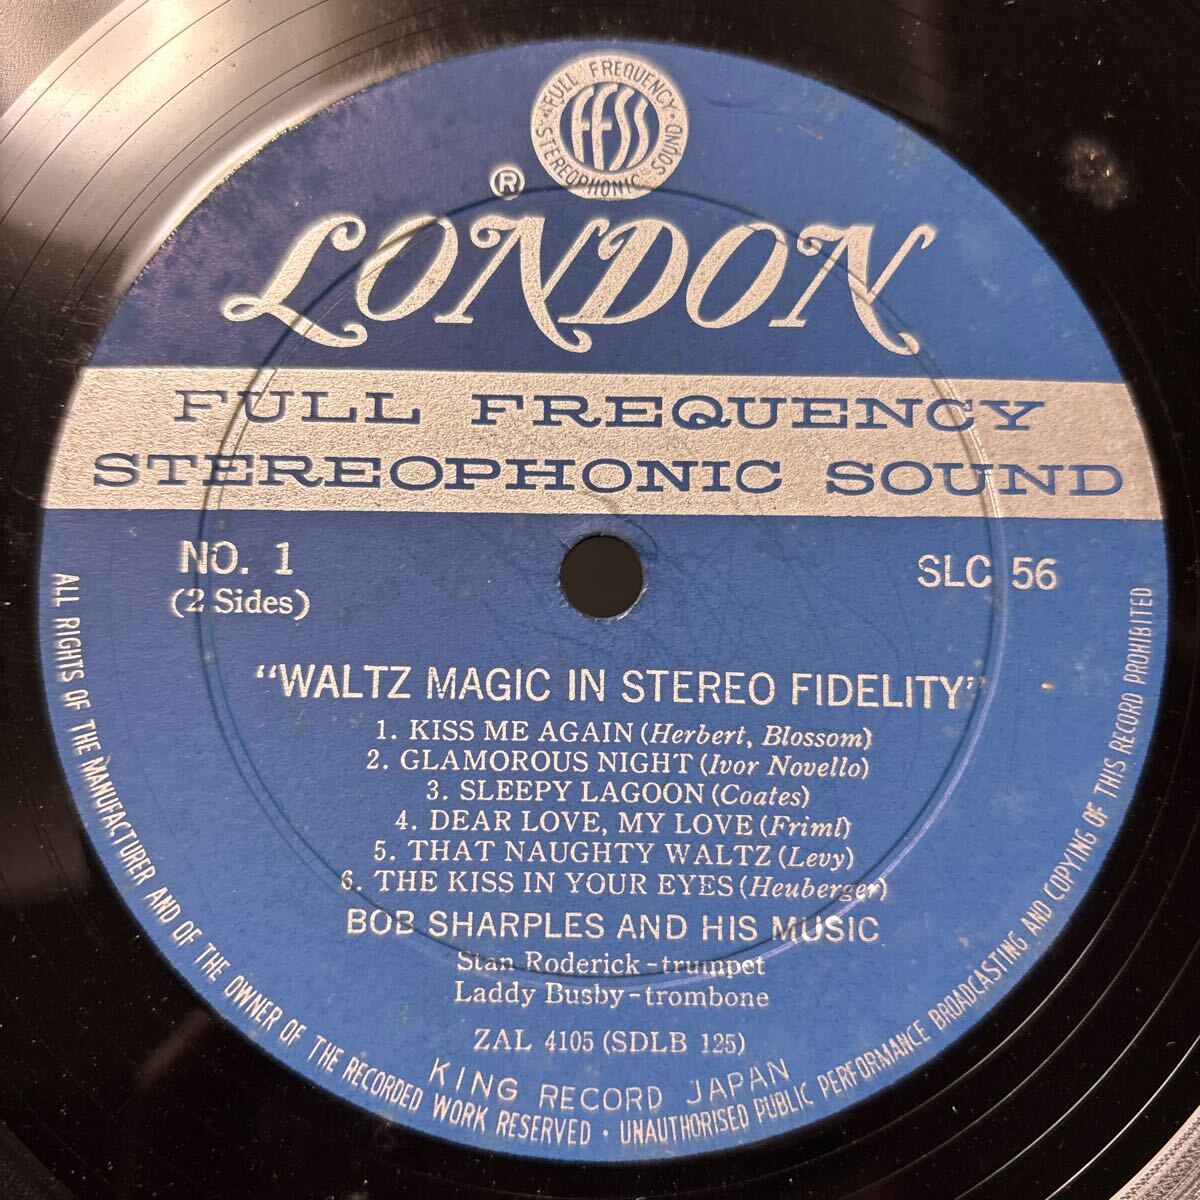 FULL FREQUENCY STEREOPHONIC SOUND
FFSS
®
LONDON
FULL FREQUENCY
STEREOPHONIC SOUND
NO. 1
(2 Sides)
SLC 56
"WALTZ MAGIC IN STEREO FIDELITY"
1. KISS ME AGAIN (Herbert, Blossom)
2. GLAMOROUS NIGHT (Ivor Novello)
3. SLEEPY LAGOON (Coates)
4. DEAR LOVE, MY LOVE (Friml)
5. THAT NAUGHTY WALTZ (Levy)
6. THE KISS IN YOUR EYES (Heuberger)
BOB SHARPLES AND HIS MUSIC
Stan Roderick-trumpet
Laddy Busby-trombone
ZAL 4105 (SDLB 125)
KING RECORD JAPAN
ALL RIGHTS OF THE MANUFACTURER AND OF THE OWNER OF THE RECORDED WORK RESERVED · UNAUTHORISED PUBLIC PERFORMANCE BROADCASTING AND COPYING OF THIS RECORD PROHIBITED